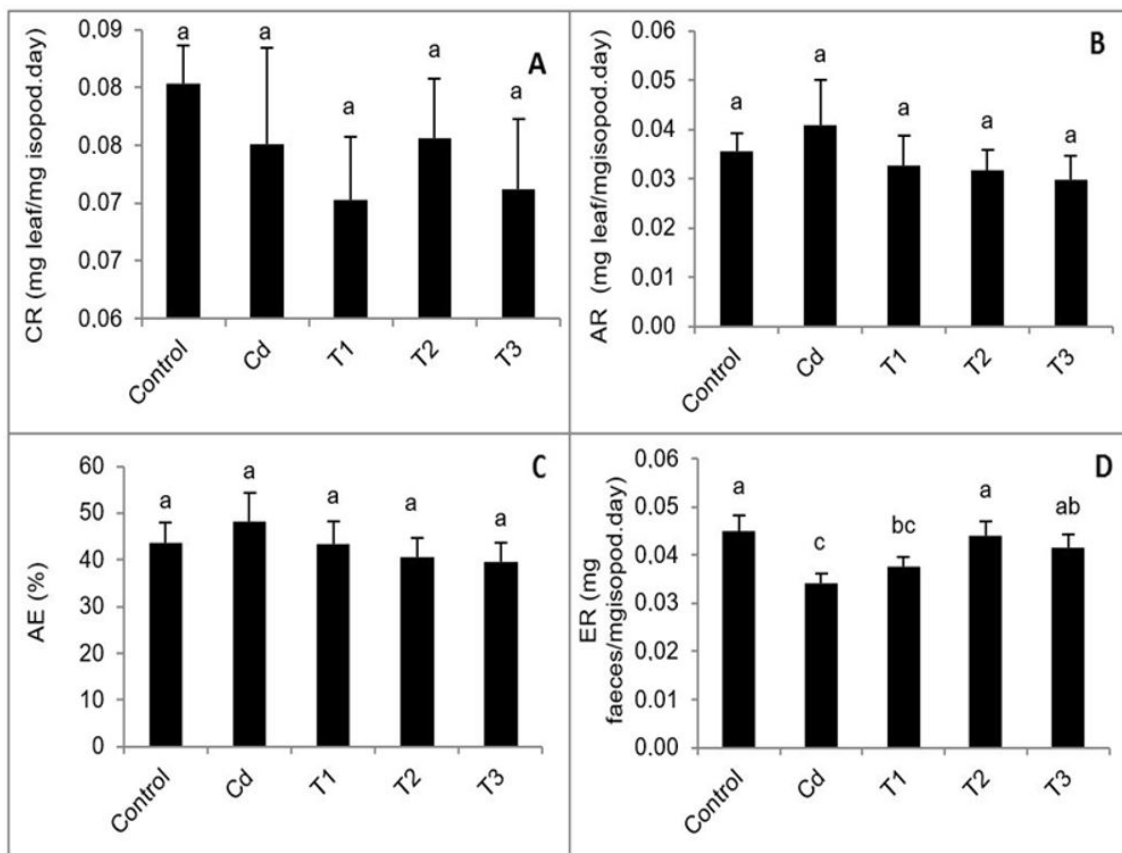 A
CR (mg leaf/mg isopod.day)
0.09
0.08
0.08
0.07
0.07
0.06
a
a
a
a
a
Control
Cd
T1
T2
T3
B
AR (mg leaf/mgisopod.day)
0.06
0.05
0.04
0.03
0.02
0.01
0.00
a
a
a
a
a
Control
Cd
T1
T2
T3
C
AE (%)
60
50
40
30
20
10
0
a
a
a
a
a
Control
Cd
T1
T2
T3
D
ER (mg
faeces/mgisopod.day)
0.06
0.05
0.04
0.03
0.02
0.01
0.00
a
c
bc
a
ab
Control
Cd
T1
T2
T3